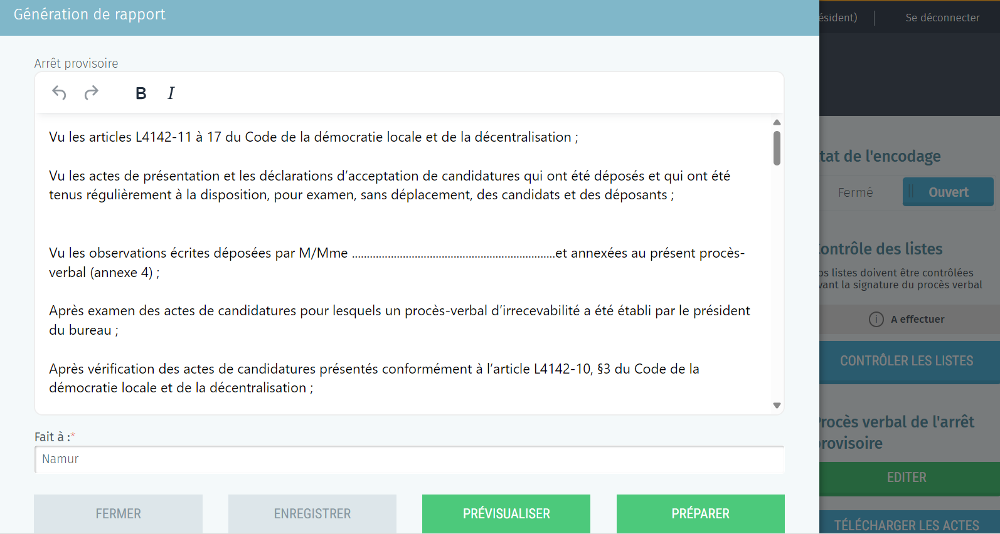 Génération de rapport
Se déconnecter
Arrêt provisoire
B I
Vu les articles L4142-11 à 17 du Code de la démocratie locale et de la décentralisation ;
Vu les actes de présentation et les déclarations d’acceptation de candidatures qui ont été déposés et qui ont été
tenus régulièrement à la disposition, pour examen, sans déplacement, des candidats et des déposants ;
Vu les observations écrites déposées par M/Mme ....................................................................et annexées au présent procès-
verbal (annexe 4) ;
Après examen des actes de candidatures pour lesquels un procès-verbal d’irrecevabilité a été établi par le président
du bureau ;
Après vérification des actes de candidatures présentés conformément à l’article L4142-10, §3 du Code de la
démocratie locale et de la décentralisation ;
Fait à :*
Namur
FERMER
ENREGISTRER
PRÉVISUALISER
PRÉPARER
ésident)
tat de l'encodage
Fermé
Ouvert
ontrôle des listes
os listes doivent être contrôlées
vant la signature du procès verbal
A effectuer
CONTRÔLER LES LISTES
rocès verbal de l'arrêt
rovisoire
EDITER
TÉLÉCHARGER LES ACTES